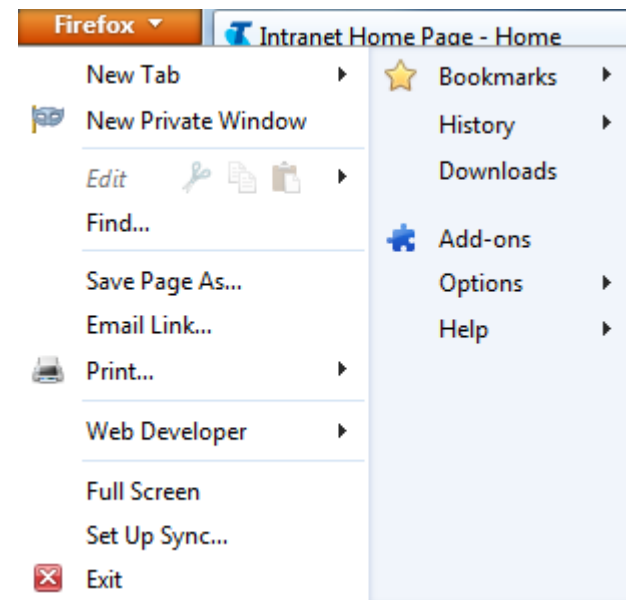 Firefox
Intranet Home Page - Home
New Tab
New Private Window
Edit
Find...
Save Page As...
Email Link...
Print...
Web Developer
Full Screen
Set Up Sync...
Exit
Bookmarks
History
Downloads
Add-ons
Options
Help